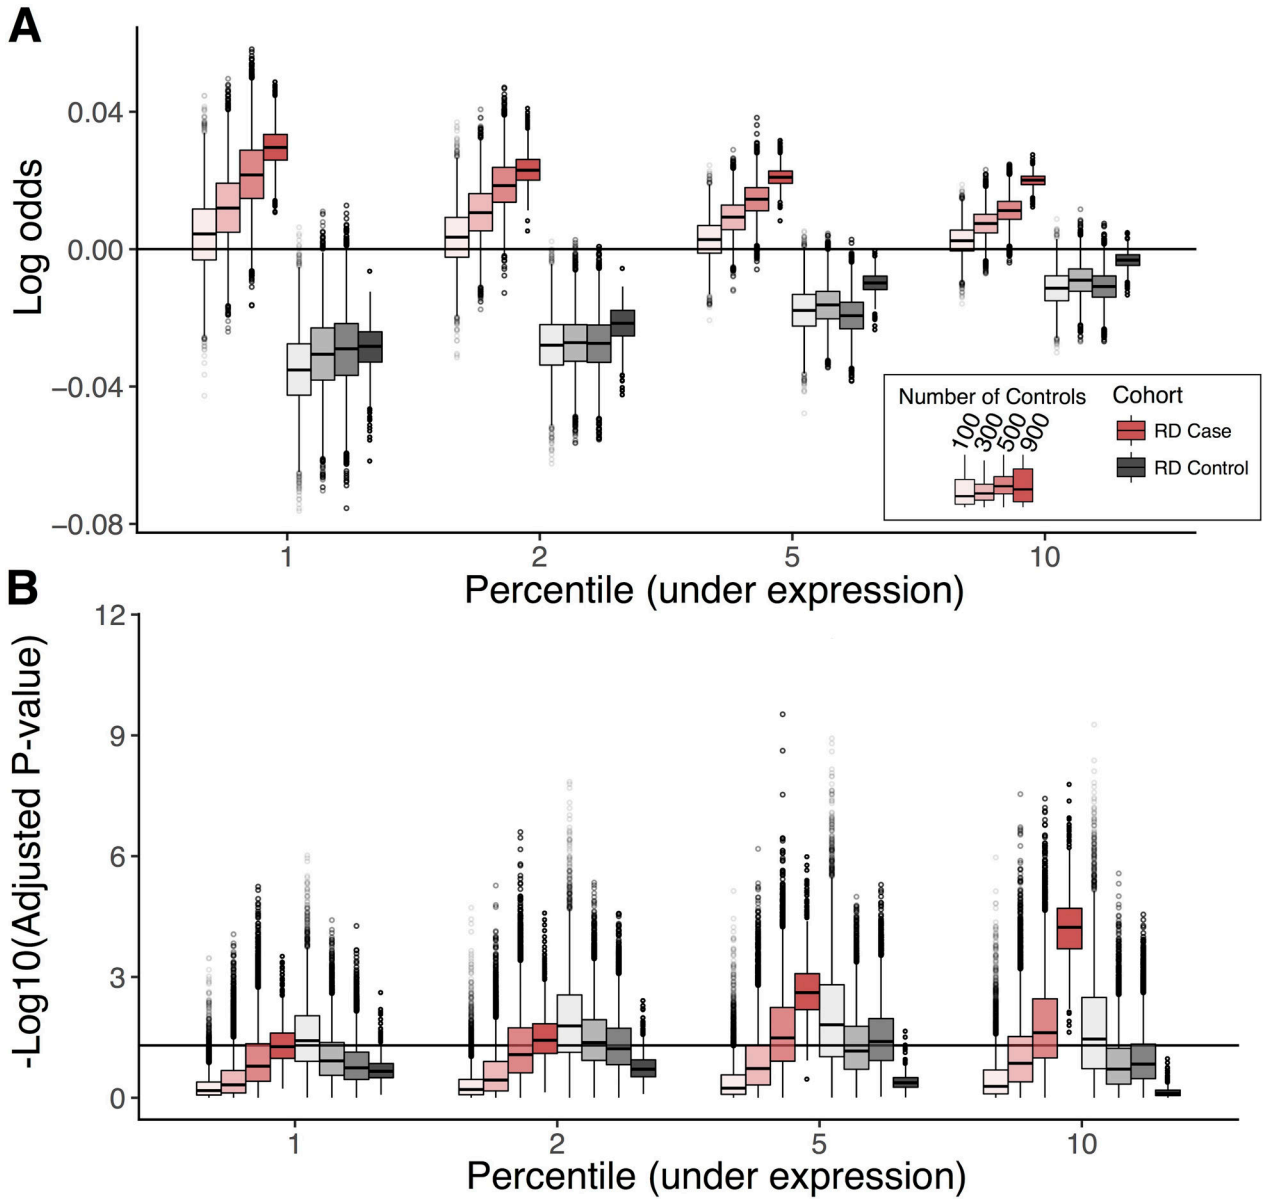 A
Log odds
0.04
0.00
−0.04
−0.08
Number of Controls
100 300 500 900
Cohort
RD Case
RD Control
1 2 5 10
Percentile (under expression)
B
-Log10(Adjusted P-value)
12
9
6
3
0
1 2 5 10
Percentile (under expression)